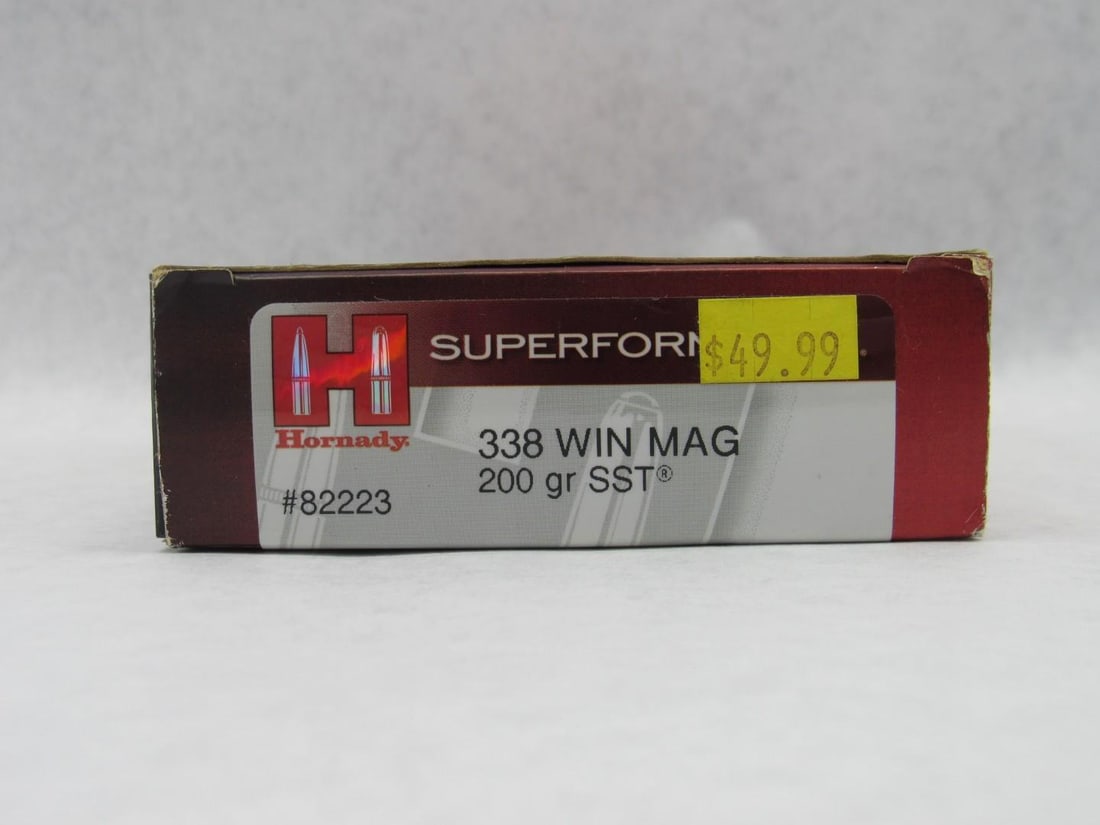 SUPERFORM
$49.99
Hornady.
338 WIN MAG
200 gr SST®
#82223